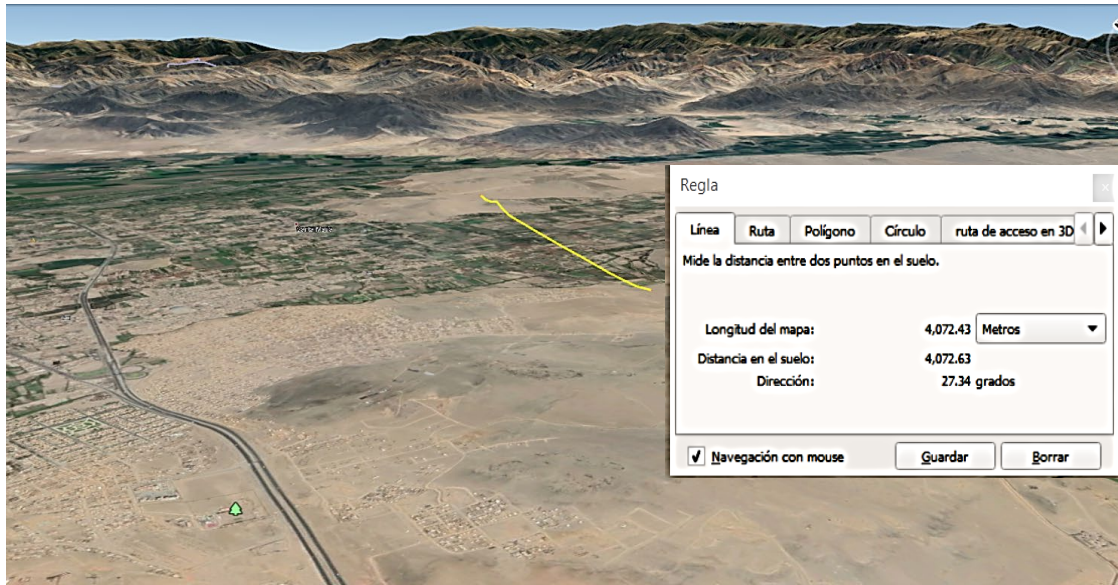 Regla
Línea Ruta Polígono Círculo ruta de acceso en 3D
Mide la distancia entre dos puntos en el suelo.
Longitud del mapa: 4,072.43 Metros
Distancia en el suelo: 4,072.63
Dirección: 27.34 grados
Navegación con mouse Guardar Borrar